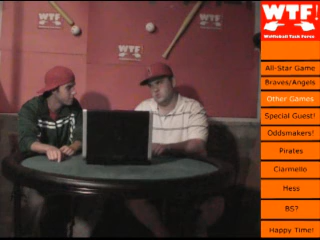 WTF!
Wiffleball Task Force
WTF!
WTF!
WTF!
All-Star Game
Braves/Angels
Other Games
Special Guest!
Oddsmakers!
Pirates
Ciarmello
Mess
BS?
Happy Time!